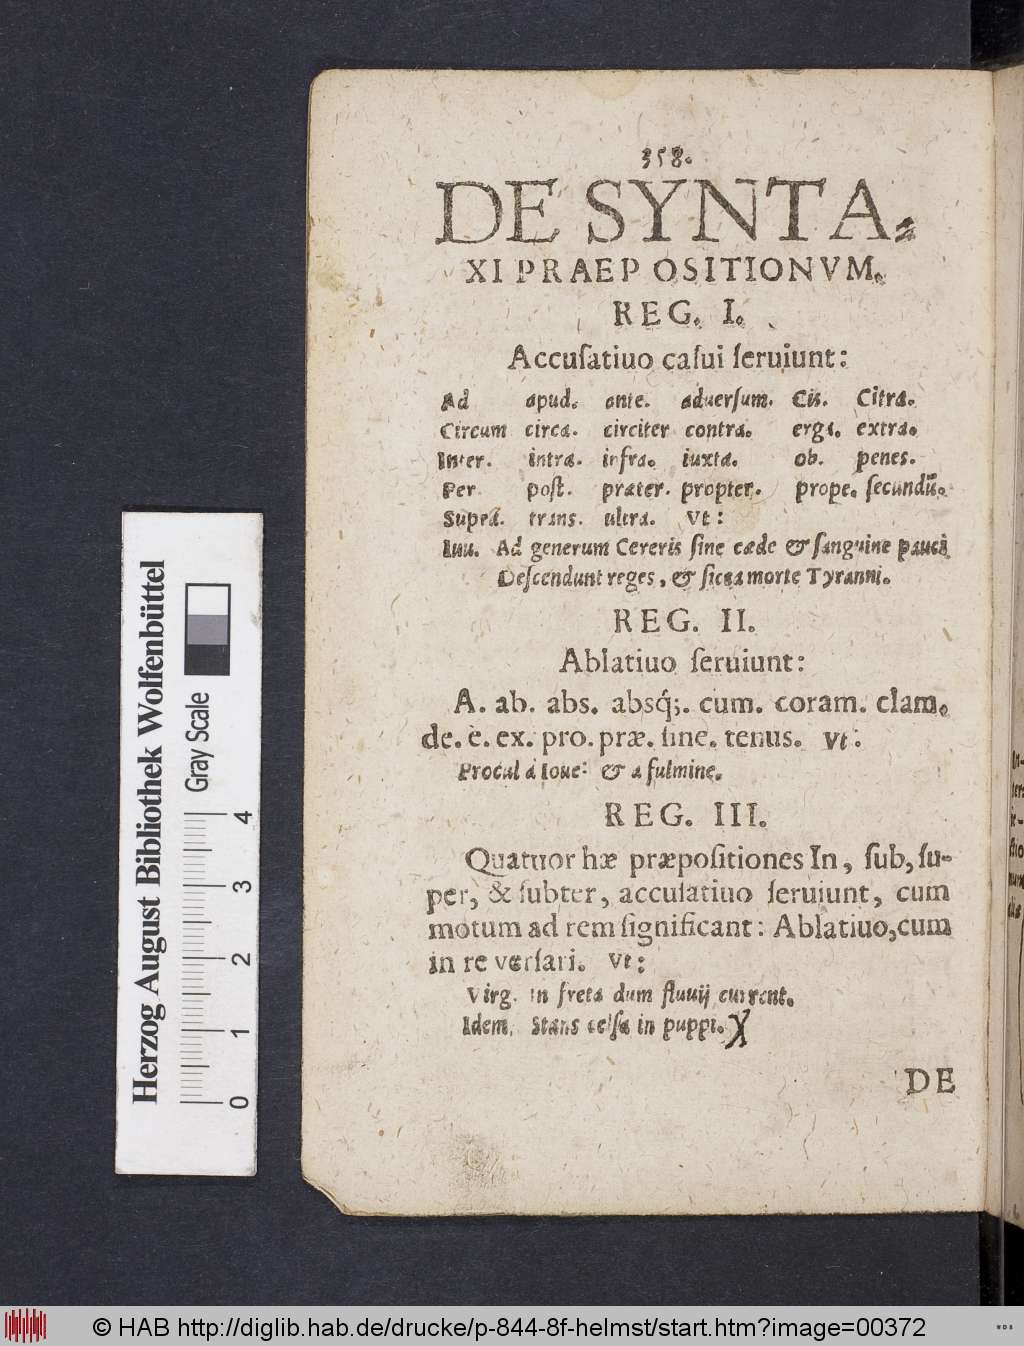 358.
DE SYNTA-
XI PRAEPOSITIONVM.
REG. I.
Accuſatiuo caſui ſeruiunt:
Ad apud. ante. aduerſum. Cis. Citra.
Circum circa. circiter contra. erga. extra.
Inter. intra. infra. iuxta. ob. penes.
Per post. præter. propter. prope. ſecundũ.
Supra. trans. ultra. Vt:
Iuu. Ad generum Cereris ſine cæde & ſanguine pauci
Deſcendunt reges, & ſicca morte Tyranni.
REG. II.
Ablatiuo ſeruiunt:
A. ab. abs. absq́;. cum. coram. clam.
de. è. ex. pro. præ. ſine. tenus. Vt:
Procul à Ioue: & a fulmine.
REG. III.
Quatuor hæ præpoſitiones In, ſub, ſu-
per, & ſubter, accuſatiuo ſeruiunt, cum
motum ad rem ſignificant: Ablatiuo, cum
in re verſari. Vt:
Virg. in freta dum fluuij current.
Idem. Stans celſa in puppi.
DE
Herzog August Bibliothek Wolfenbüttel
Gray Scale
0 1 2 3 4
© HAB http://diglib.hab.de/drucke/p-844-8f-helmst/start.htm?image=00372